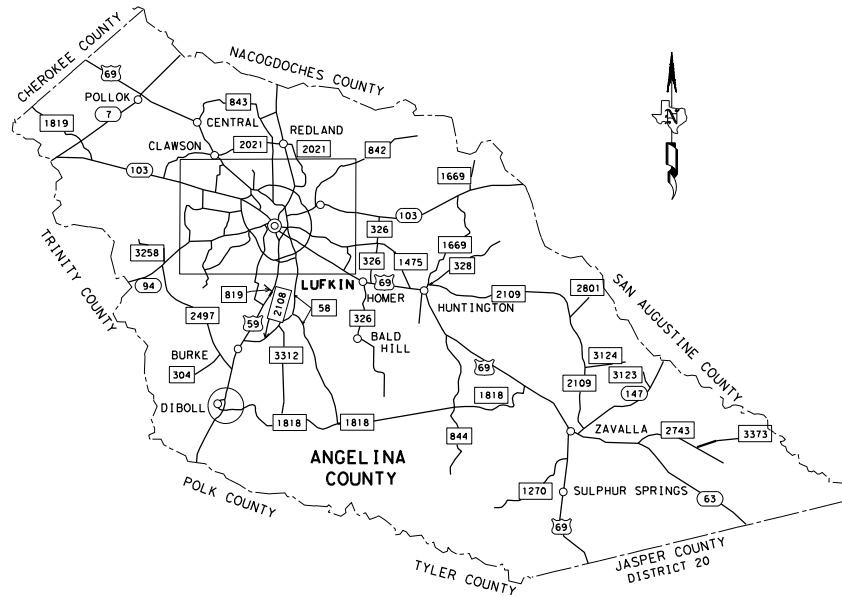 CHEROKEE COUNTY
NACOGDOCHES COUNTY
69
POLLOK
7
843
CENTRAL
1819
REDLAND
CLAWSON
2021
2021
842
N
103
1669
103
326
TRINITY COUNTY
3258
326
1475
1669
328
94
819
LUFKIN
69
HOMER
2109
2801
SAN AUGUSTINE COUNTY
2108
58
HUNTINGTON
2497
59
326
BALD
HILL
BURKE
3312
69
3124
304
2109
3123
147
DIBOLL
1818
1818
1818
844
ZAVALLA
2743
3373
ANGELINA
COUNTY
1270
SULPHUR SPRINGS
63
POLK COUNTY
69
TYLER COUNTY
JASPER COUNTY
DISTRICT 20